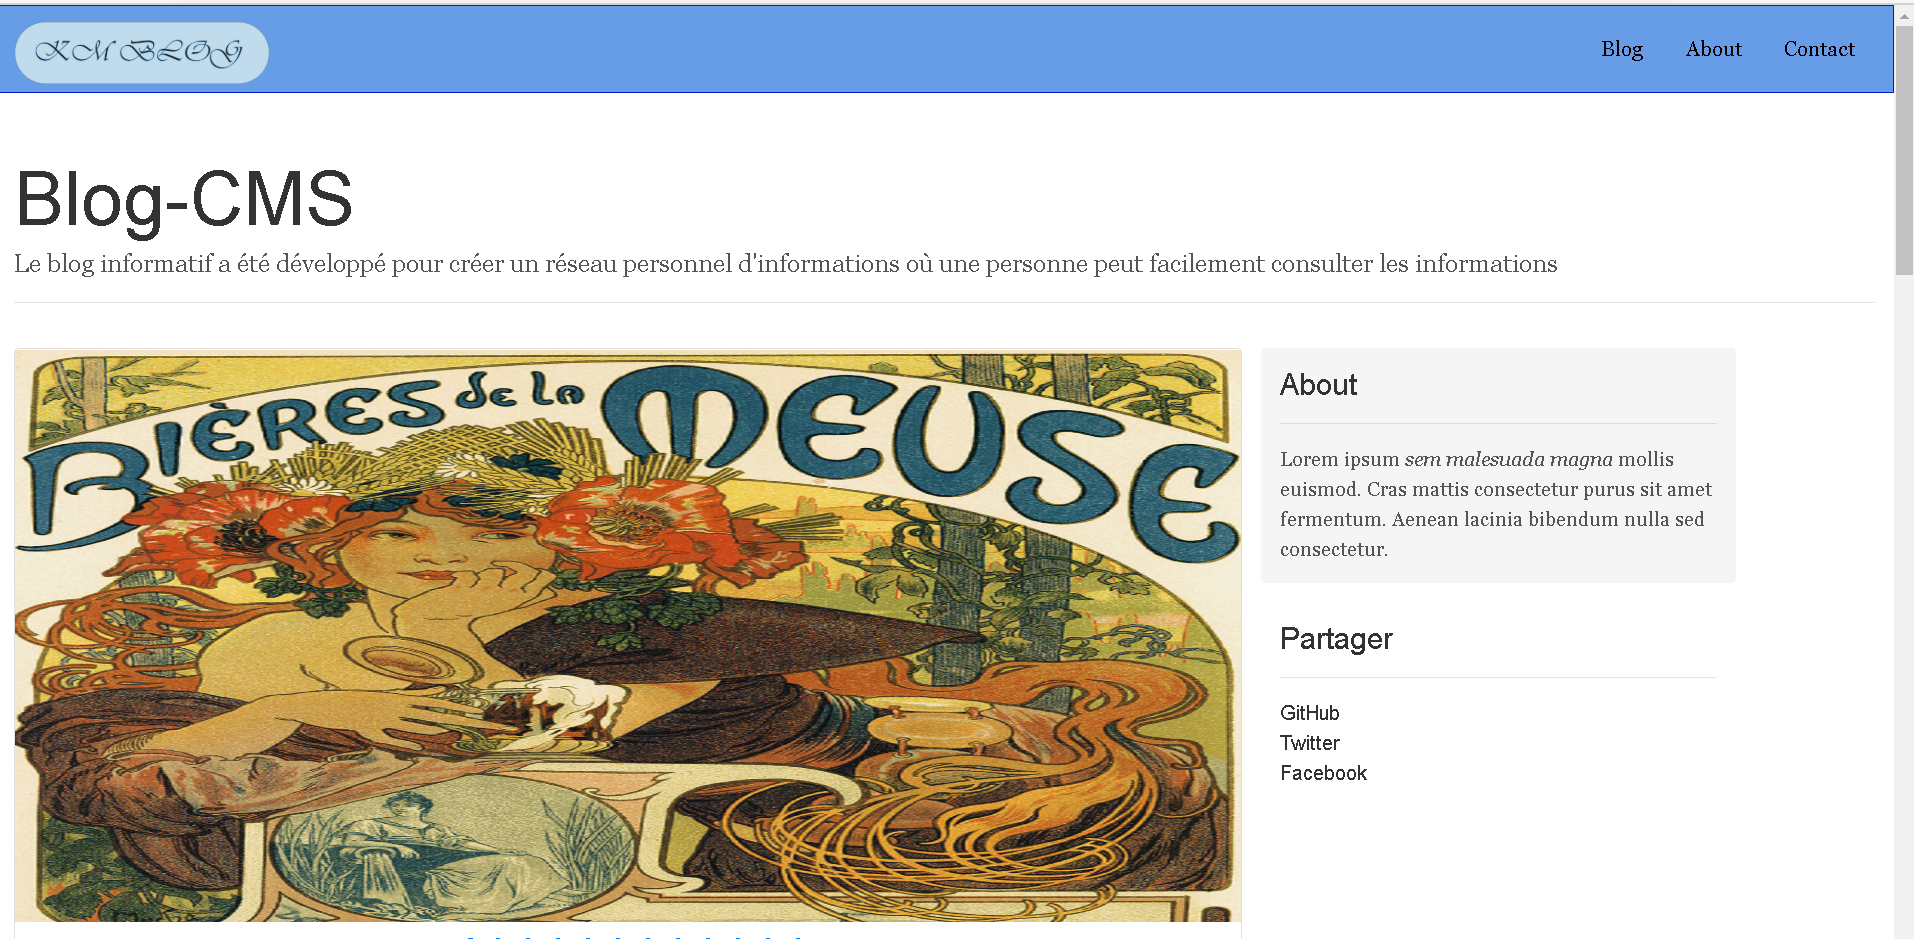 KM BLOG
Blog About Contact
Blog-CMS
Le blog informatif a été développé pour créer un réseau personnel d'informations où une personne peut facilement consulter les informations
BIÈRES de la MEUSE
About
Lorem ipsum sem malesuada magna mollis
euismod. Cras mattis consectetur purus sit amet
fermentum. Aenean lacinia bibendum nulla sed
consectetur.
Partager
GitHub
Twitter
Facebook